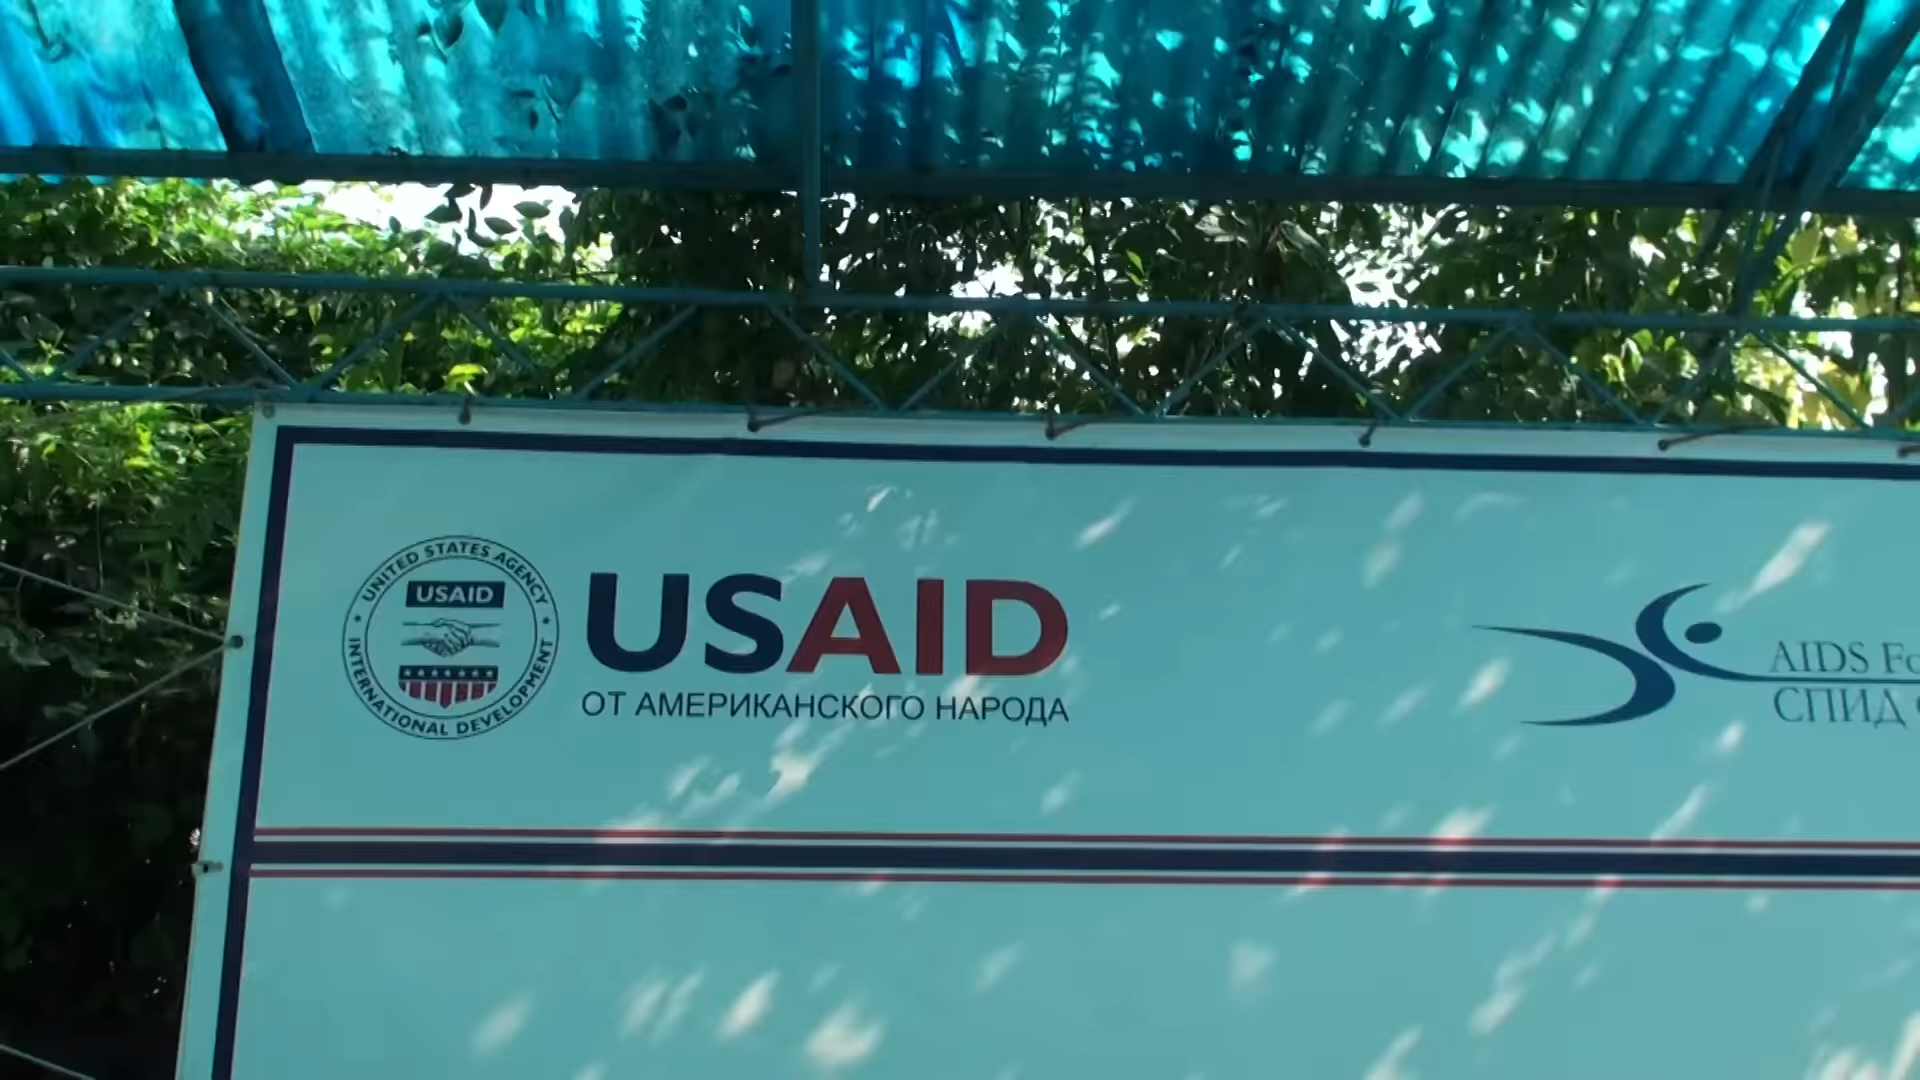 UNITED STATES AGENCY
INTERNATIONAL DEVELOPMENT
USAID
USAID
ОТ АМЕРИКАНСКОГО НАРОДА
AIDS
СПИД